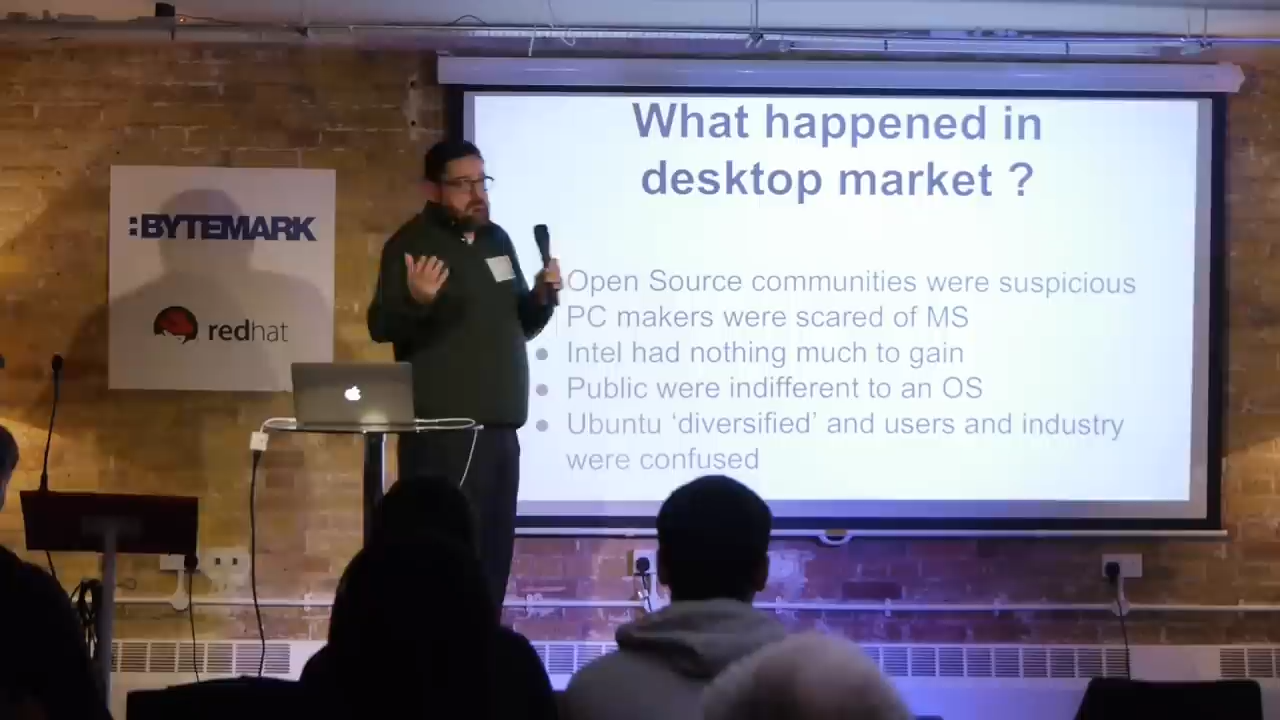 What happened in
desktop market ?
:BYTEMARK
redhat
Open Source communities were suspicious
PC makers were scared of MS
● Intel had nothing much to gain
● Public were indifferent to an OS
● Ubuntu ‘diversified’ and users and industry
were confused